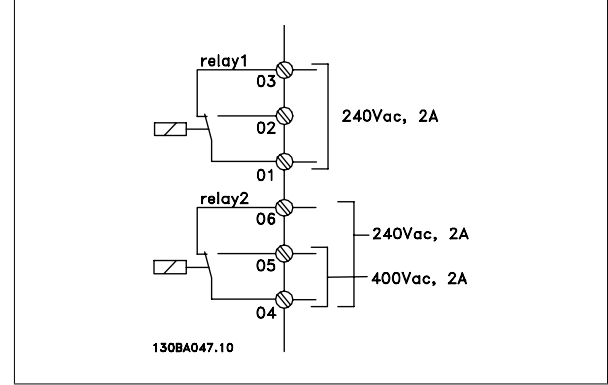 relay1
03
240Vac, 2A
02
01
relay2
06
240Vac, 2A
05
400Vac, 2A
04
130BA047.10